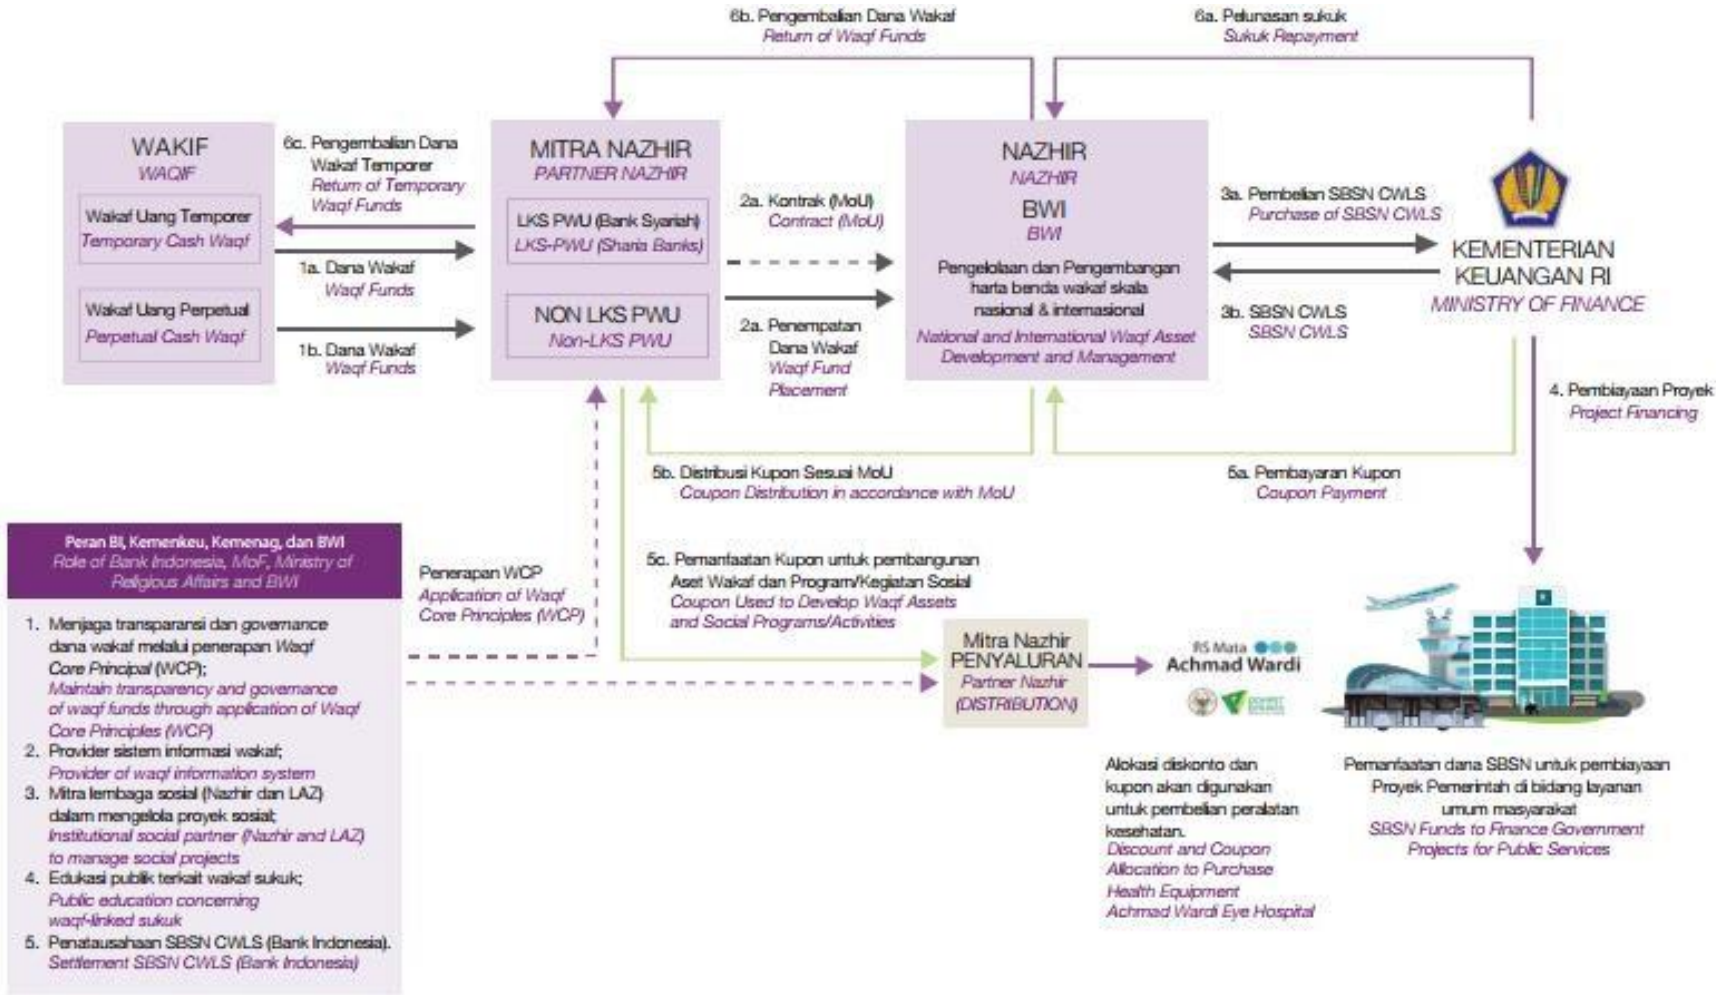 6b. Pengembalian Dana Wakaf
Return of Waqf Funds
6a. Pelunasan sukuk
Sukuk Repayment
WAKIF
WAQIF
Wakaf Uang Temporer
Temporary Cash Waqf
Wakaf Uang Perpetual
Perpetual Cash Waqf
6c. Pengembalian Dana
Wakaf Temporer
Return of Temporary
Waqf Funds
1a. Dana Wakaf
Waqf Funds
1b. Dana Wakaf
Waqf Funds
MITRA NAZHIR
PARTNER NAZHIR
LKS PWU (Bank Syariah)
LKS-PWU (Sharia Banks)
NON LKS PWU
Non-LKS PWU
2a. Kontrak (MoU)
Contract (MoU)
2a. Penempatan
Dana Wakaf
Waqf Fund
Placement
NAZHIR
NAZHIR
BWI
BWI
Pengelolaan dan Pengembangan
harta benda wakaf skala
nasional & internasional
National and International Waqf Asset
Development and Management
3a. Pembelian SBSN CWLS
Purchase of SBSN CWLS
3b. SBSN CWLS
SBSN CWLS
KEMENTERIAN
KEUANGAN RI
MINISTRY OF FINANCE
4. Pembiayaan Proyek
Project Financing
5b. Distribusi Kupon Sesuai MoU
Coupon Distribution in accordance with MoU
5a. Pembayaran Kupon
Coupon Payment
Peran BI, Kemenkeu, Kemenag, dan BWI
Role of Bank Indonesia, MoF, Ministry of
Religious Affairs and BWI
1. Menjaga transparansi dan governance
dana wakaf melalui penerapan Waqf
Core Principal (WCP);
Maintain transparency and governance
of waqf funds through application of Waqf
Core Principles (WCP)
2. Provider sistem informasi wakaf;
Provider of waqf information system
3. Mitra lembaga sosial (Nazhir dan LAZ)
dalam mengelola proyek sosial;
Institutional social partner (Nazhir and LAZ)
to manage social projects
4. Edukasi publik terkait wakaf sukuk;
Public education concerning
waqf-linked sukuk
5. Penatausahaan SBSN CWLS (Bank Indonesia).
Settlement SBSN CWLS (Bank Indonesia)
Penerapan WCP
Application of Waqf
Core Principles (WCP)
5c. Pemanfaatan Kupon untuk pembangunan
Aset Wakaf dan Program/Kegiatan Sosial
Coupon Used to Develop Waqf Assets
and Social Programs/Activities
Mitra Nazhir
PENYALURAN
Partner Nazhir
(DISTRIBUTION)
RS Mata
Achmad Wardi
Alokasi diskonto dan
kupon akan digunakan
untuk pembelian peralatan
kesehatan.
Discount and Coupon
Allocation to Purchase
Health Equipment
Achmad Wardi Eye Hospital
Pemanfaatan dana SBSN untuk pembiayaan
Proyek Pemerintah di bidang layanan
umum masyarakat
SBSN Funds to Finance Government
Projects for Public Services